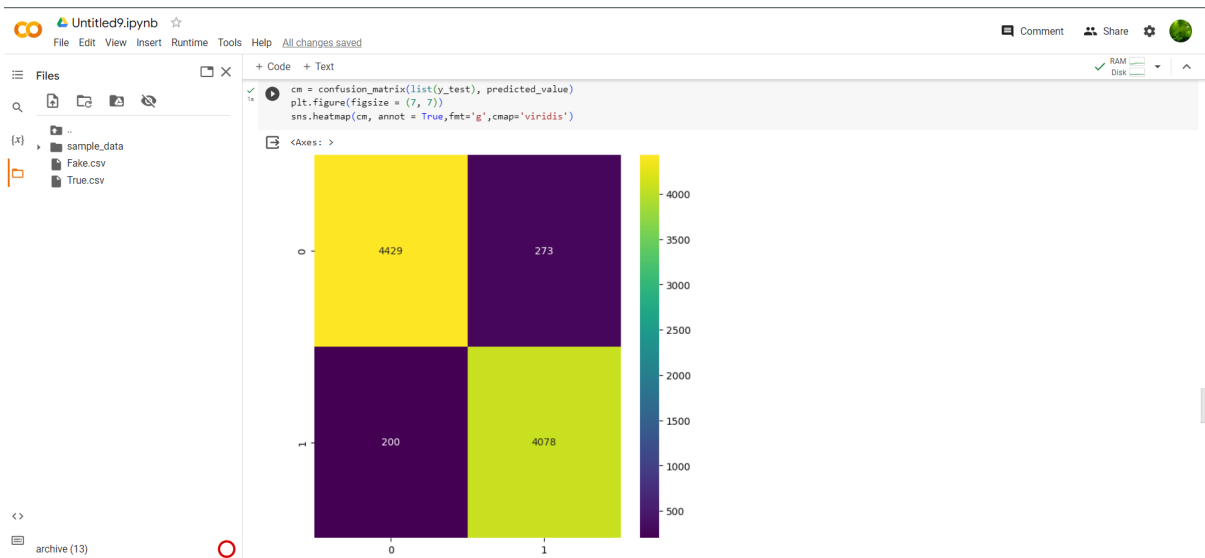 Untitled9.ipynb
Comment
Share
File Edit View Insert Runtime Tools Help All changes saved
Files
+ Code + Text
RAM
Disk
1s
cm = confusion_matrix(list(y_test), predicted_value)
plt.figure(figsize = (7, 7))
sns.heatmap(cm, annot = True,fmt='g',cmap='viridis')
..
{x}
sample_data
Fake.csv
True.csv
<Axes: >
0
4429
273
1
200
4078
0
1
4000
3500
3000
2500
2000
1500
1000
500
archive (13)